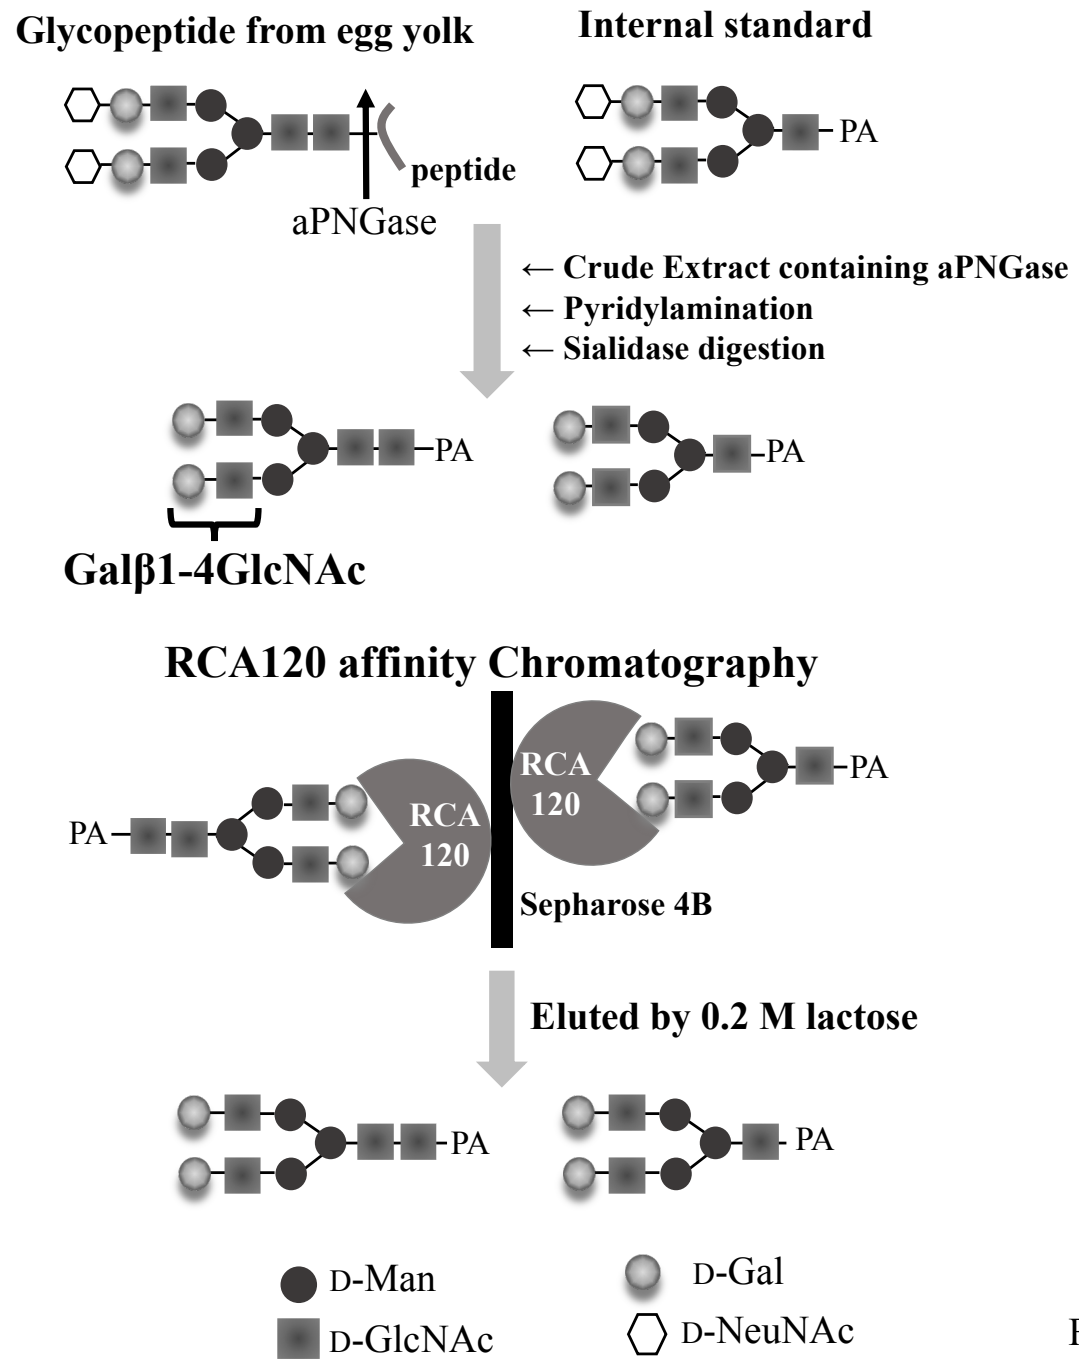 Glycopeptide from egg yolk
Internal standard
PA
peptide
aPNGase
← Crude Extract containing aPNGase
← Pyridylamination
← Sialidase digestion
PA
PA
Galβ1-4GlcNAc
RCA120 affinity Chromatography
RCA
120
PA
RCA
120
PA
Sepharose 4B
Eluted by 0.2 M lactose
PA
PA
D-Man
D-Gal
D-GlcNAc
D-NeuNAc